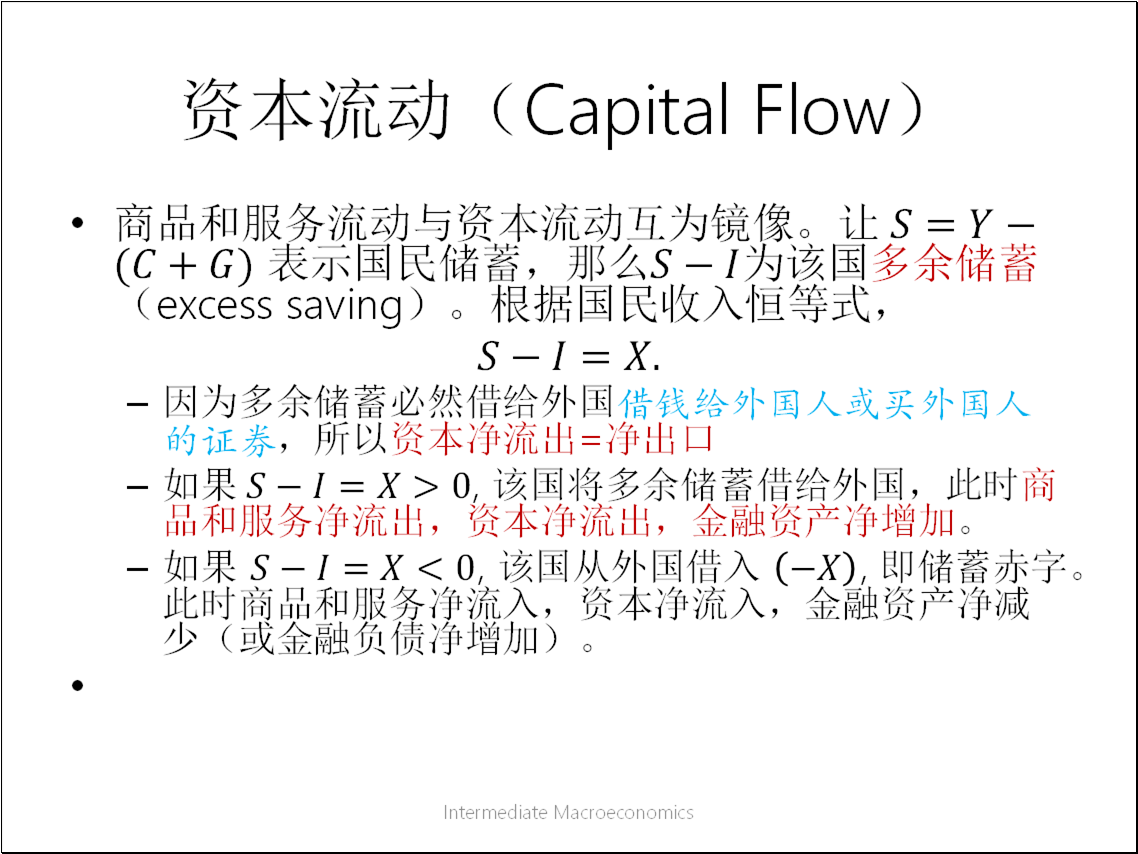 资本流动（Capital Flow）
• 商品和服务流动与资本流动互为镜像。让 S = Y −
(C + G) 表示国民储蓄，那么S − I为该国多余储蓄
（excess saving）。根据国民收入恒等式，
S − I = X.
– 因为多余储蓄必然借给外国借钱给外国人或买外国人
的证券，所以资本净流出=净出口
– 如果 S − I = X > 0, 该国将多余储蓄借给外国，此时商
品和服务净流出，资本净流出，金融资产净增加。
– 如果 S − I = X < 0, 该国从外国借入 (−X), 即储蓄赤字。
此时商品和服务净流入，资本净流入，金融资产净减
少（或金融负债净增加）。
•
Intermediate Macroeconomics